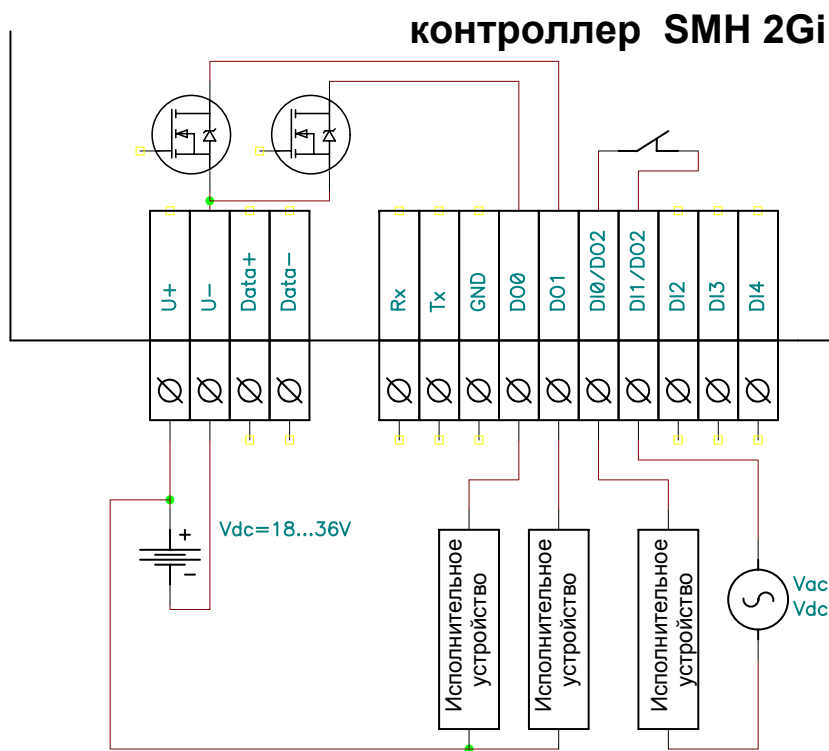 контроллер SMH 2Gi
U+
U-
Data+
Data-
Rx
Tx
GND
DO0
DO1
DI0/DO2
DI1/DO2
DI2
DI3
DI4
+
Vdc=18...36V
-
Исполнительное
устройство
Исполнительное
устройство
Исполнительное
устройство
Vac
Vdc